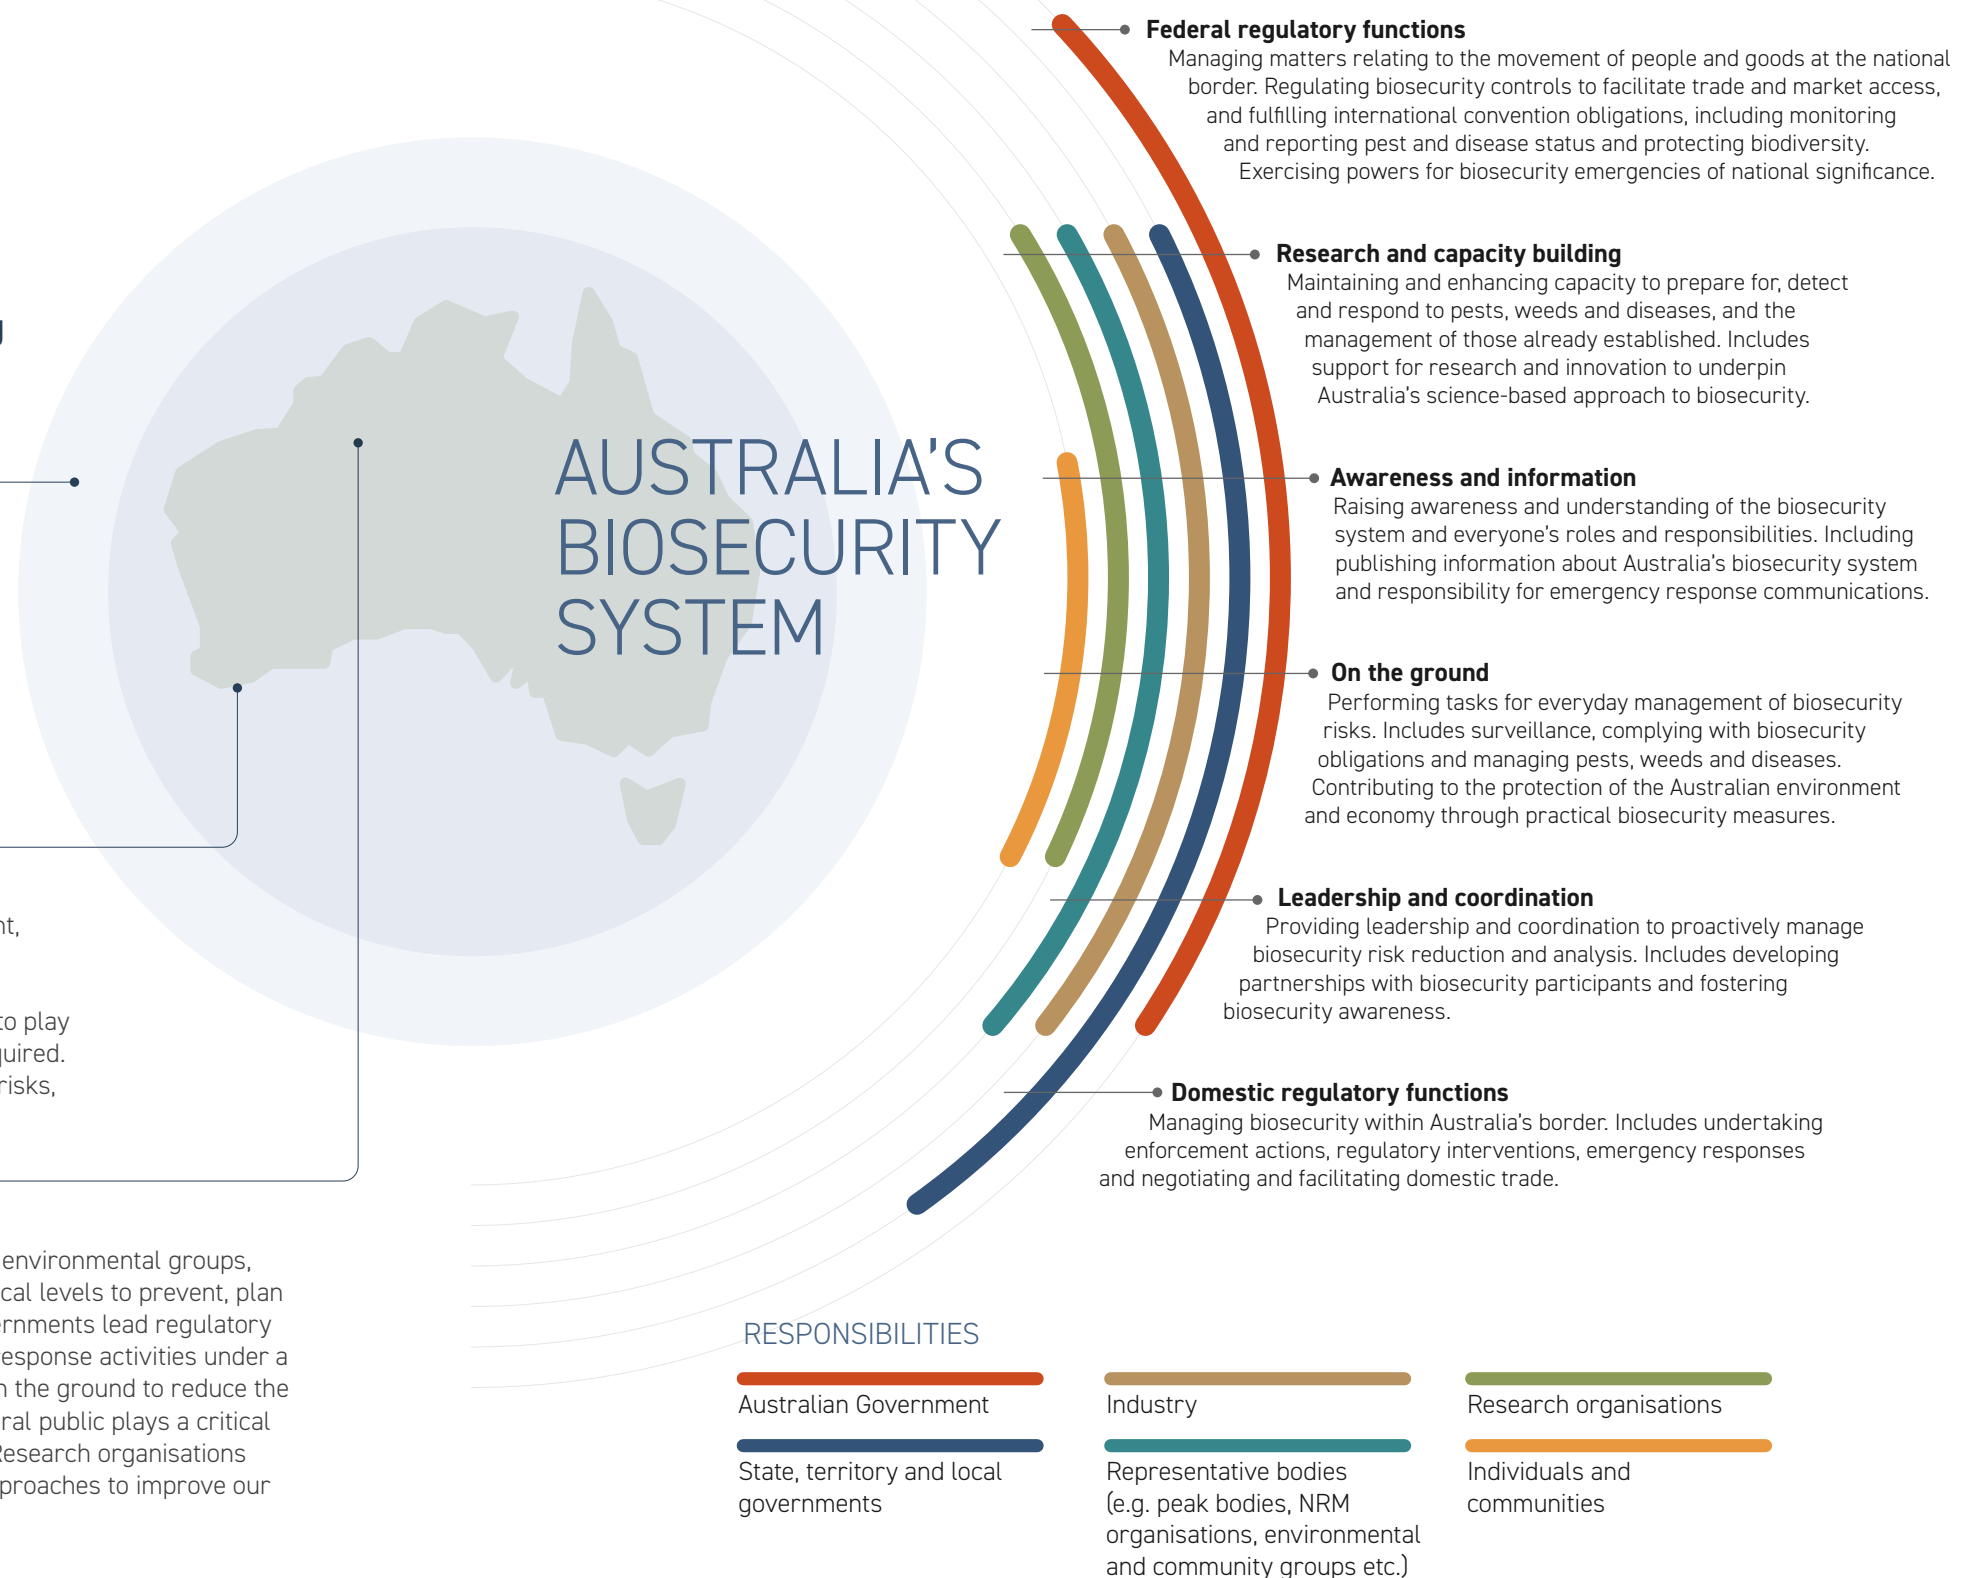 Federal regulatory functions
Managing matters relating to the movement of people and goods at the national
border. Regulating biosecurity controls to facilitate trade and market access,
and fulfilling international convention obligations, including monitoring
and reporting pest and disease status and protecting biodiversity.
Exercising powers for biosecurity emergencies of national significance.
Research and capacity building
Maintaining and enhancing capacity to prepare for, detect
and respond to pests, weeds and diseases, and the
management of those already established. Includes
support for research and innovation to underpin
Australia's science-based approach to biosecurity.
AUSTRALIA'S
BIOSECURITY
SYSTEM
Awareness and information
Raising awareness and understanding of the biosecurity
system and everyone's roles and responsibilities. Including
publishing information about Australia's biosecurity system
and responsibility for emergency response communications.
On the ground
Performing tasks for everyday management of biosecurity
risks. Includes surveillance, complying with biosecurity
obligations and managing pests, weeds and diseases.
Contributing to the protection of the Australian environment
and economy through practical biosecurity measures.
Leadership and coordination
Providing leadership and coordination to proactively manage
biosecurity risk reduction and analysis. Includes developing
partnerships with biosecurity participants and fostering
biosecurity awareness.
Domestic regulatory functions
Managing biosecurity within Australia's border. Includes undertaking
enforcement actions, regulatory interventions, emergency responses
and negotiating and facilitating domestic trade.
to play
risks,
environmental groups,
levels to prevent, plan
lead regulatory
response activities under a
the ground to reduce the
public plays a critical
Research organisations
to improve our
RESPONSIBILITIES
Australian Government
Industry
Research organisations
State, territory and local
governments
Representative bodies
(e.g. peak bodies, NRM
organisations, environmental
and community groups etc.)
Individuals and
communities